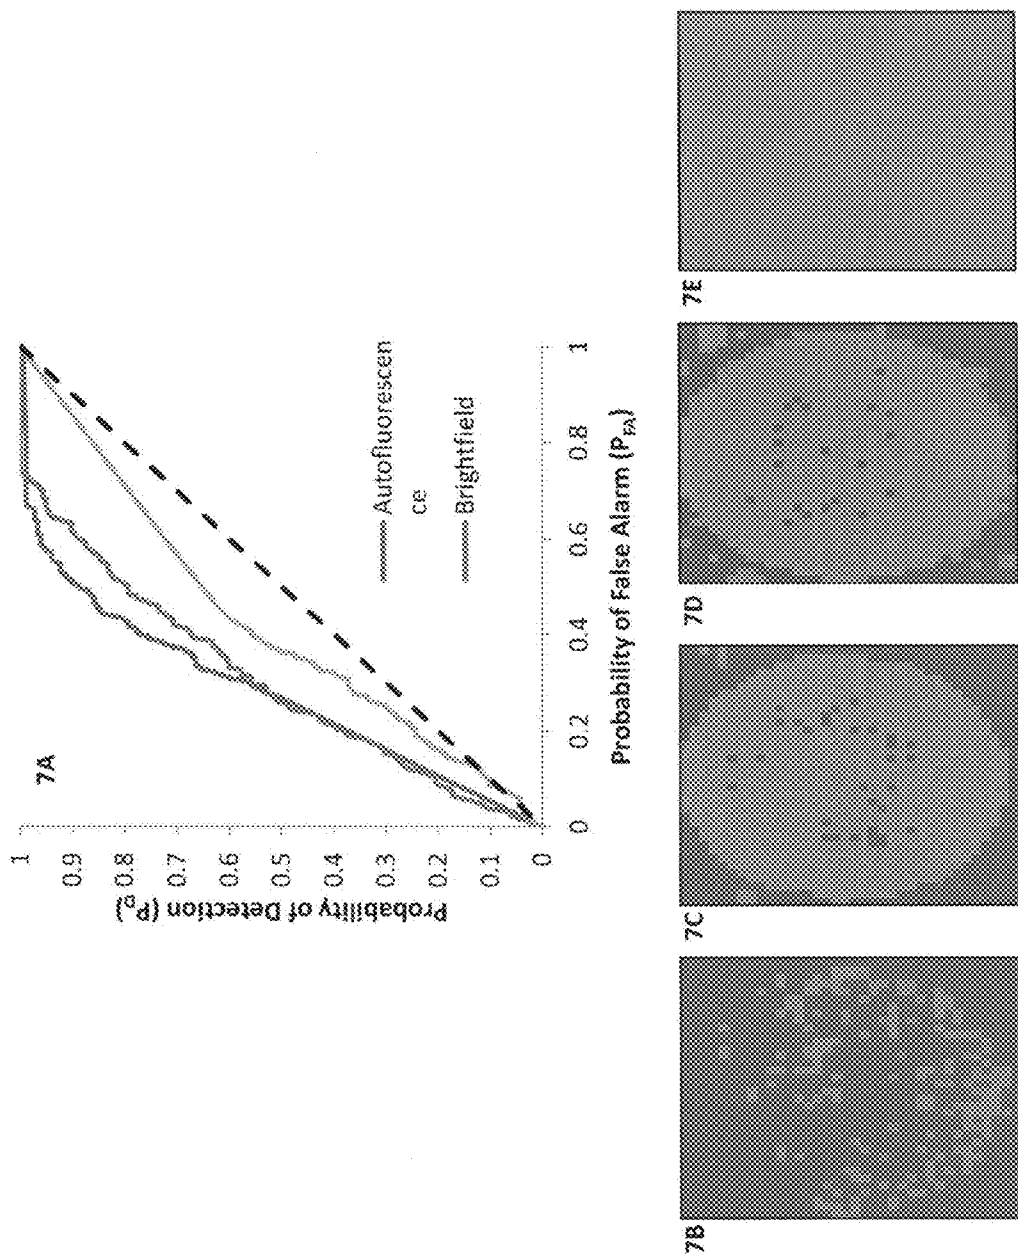 7A
Probability of Detection (P_D)
1
0.9
0.8
0.7
0.6
0.5
0.4
0.3
0.2
0.1
0
0
0.2
0.4
0.6
0.8
1
Probability of False Alarm (P_FA)
Autofluorescen
ce
Brightfield
7B
7C
7D
7E